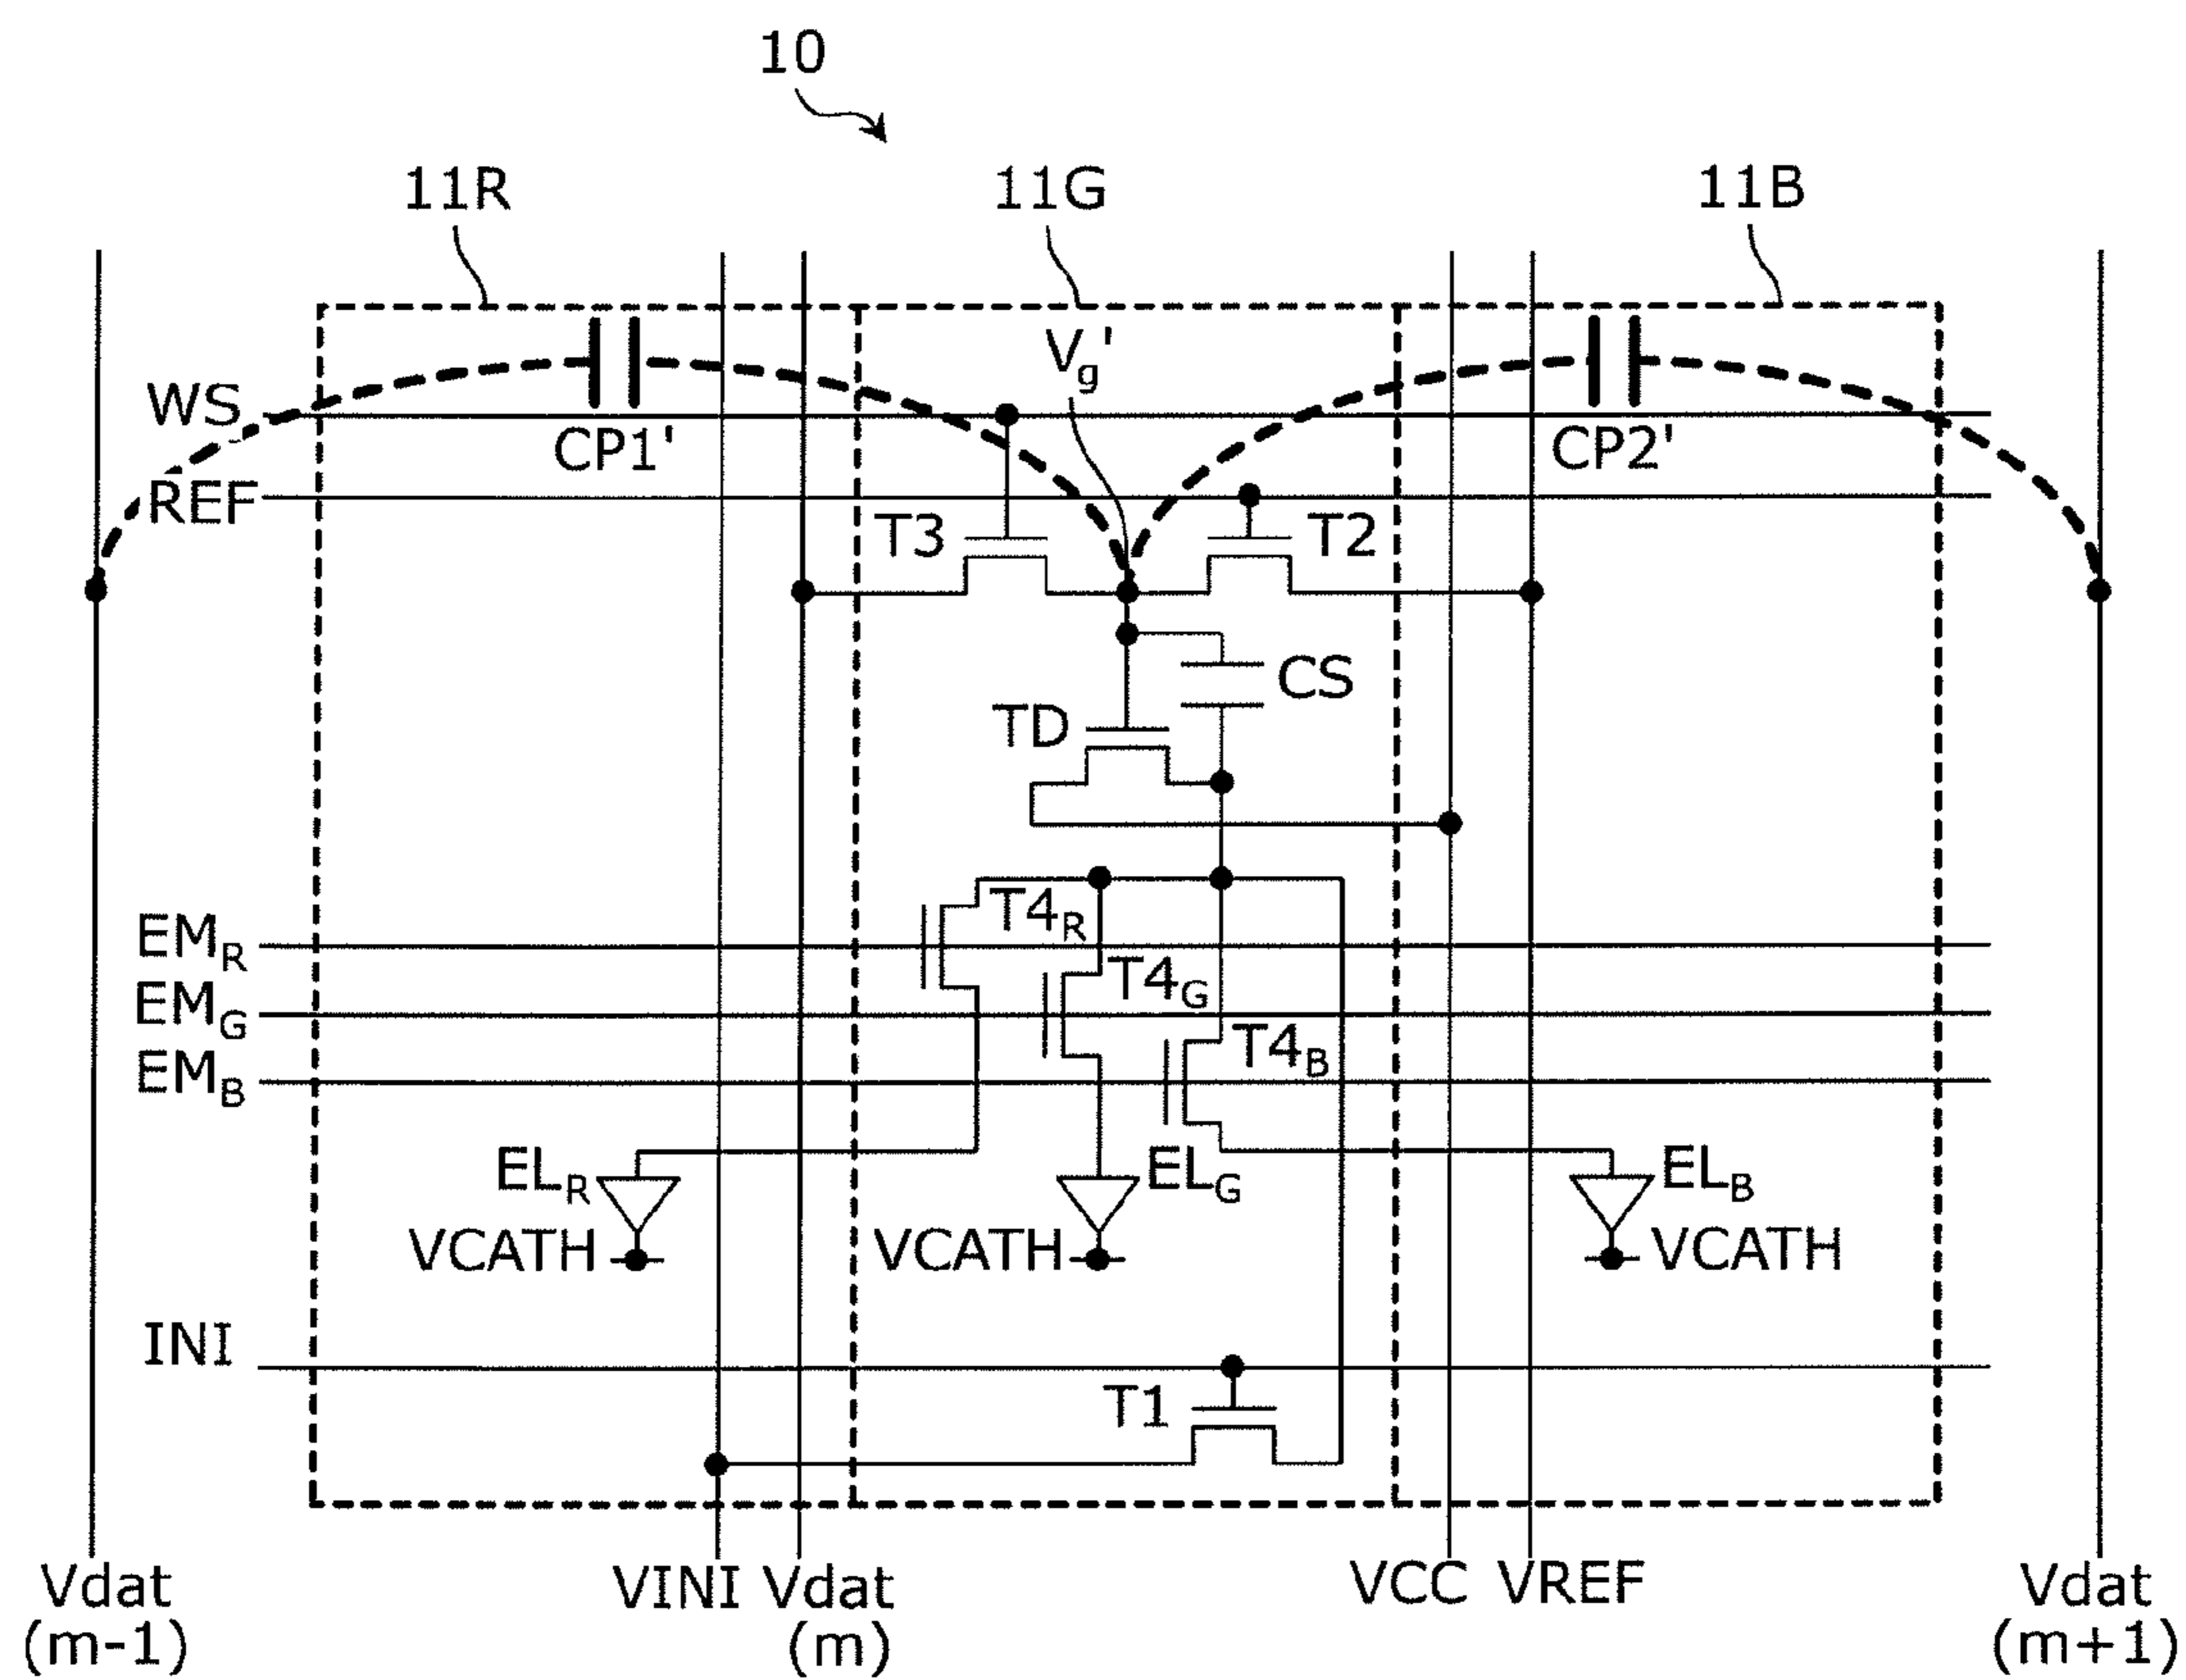 10
11R 11G 11B
Vg'
WS
CP1' CP2'
REF
T3 T2
CS
TD
T4R
EMR
T4G
EMG
T4B
EMB
ELR ELG ELB
VCATH VCATH VCATH
INI
T1
Vdat VINI Vdat VCC VREF Vdat
(m-1) (m) (m+1)